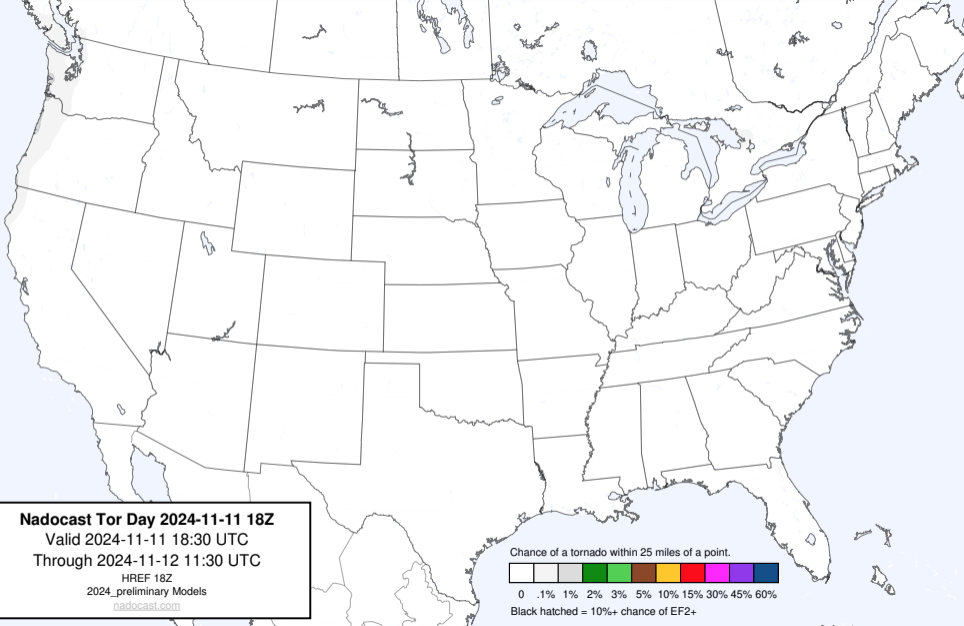 Nadocast Tor Day 2024-11-11 18Z
Valid 2024-11-11 18:30 UTC
Through 2024-11-12 11:30 UTC
HREF 18Z
2024_preliminary Models
nadocast.com
Chance of a tornado within 25 miles of a point.
0 .1% 1% 2% 3% 5% 10% 15% 30% 45% 60%
Black hatched = 10%+ chance of EF2+